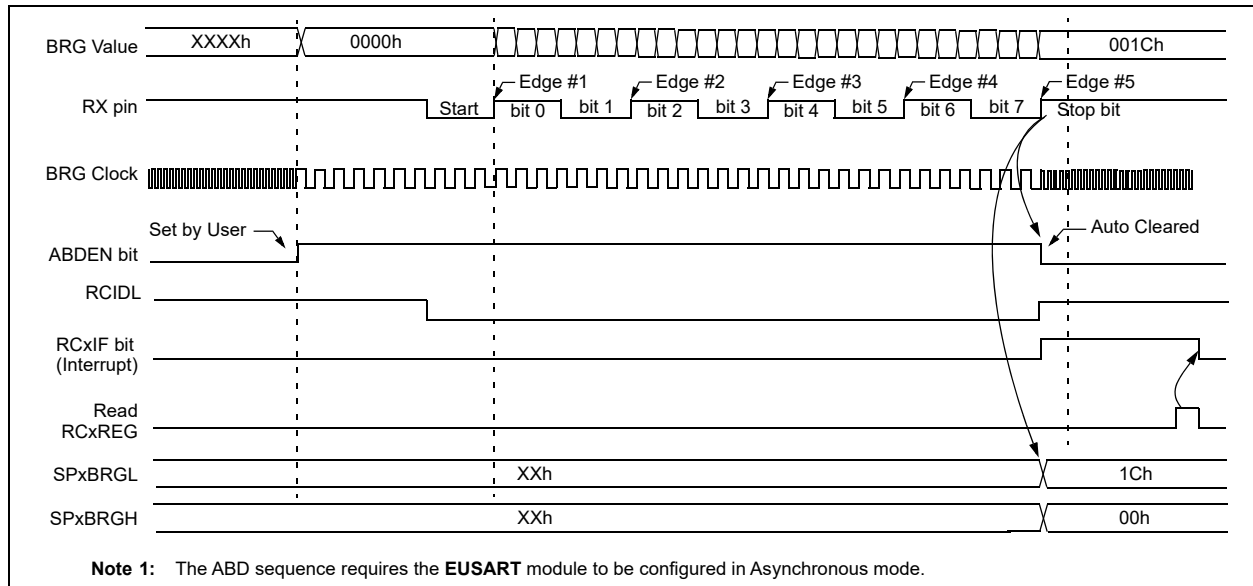 BRG Value
XXXXh
0000h
001Ch
Edge #1
Edge #2
Edge #3
Edge #4
Edge #5
RX pin
Start
bit 0
bit 1
bit 2
bit 3
bit 4
bit 5
bit 6
bit 7
Stop bit
BRG Clock
Set by User
Auto Cleared
ABDEN bit
RCIDL
RCxIF bit
(Interrupt)
Read
RCxREG
SPxBRGL
XXh
1Ch
SPxBRGH
XXh
00h
Note 1: The ABD sequence requires the EUSART module to be configured in Asynchronous mode.